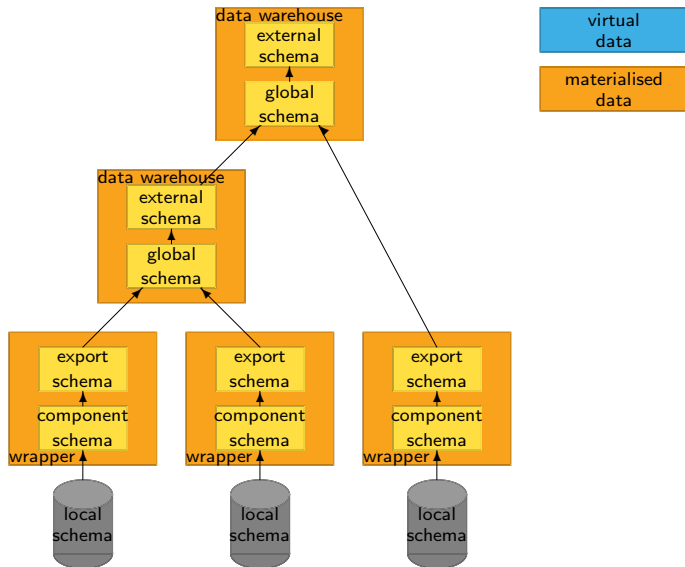 data warehouse
external
schema
global
schema
virtual
data
materialised
data
data warehouse
external
schema
global
schema
export
schema
component
schema
wrapper
local
schema
export
schema
component
schema
wrapper
local
schema
export
schema
component
schema
wrapper
local
schema